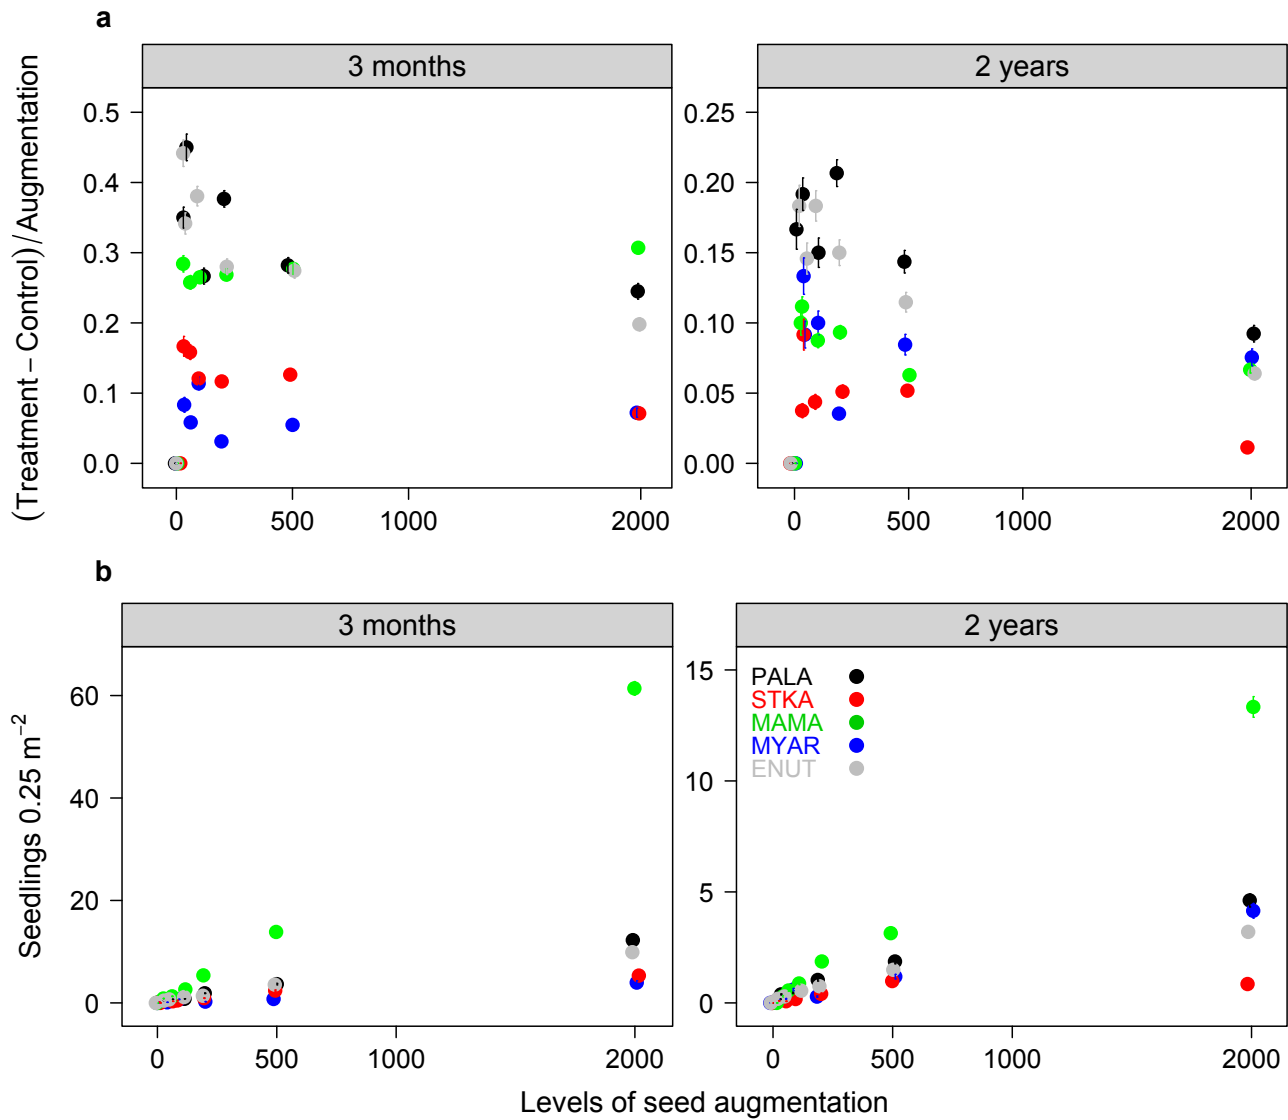 a
3 months
2 years
(Treatment − Control)/Augmentation
0.5
0.4
0.3
0.2
0.1
0.0
0.25
0.20
0.15
0.10
0.05
0.00
0 500 1000 2000
0 500 1000 2000
b
3 months
2 years
Seedlings 0.25 m⁻²
60
40
20
0
15
10
5
0
PALA
STKA
MAMA
MYAR
ENUT
0 500 1000 2000
0 500 1000 2000
Levels of seed augmentation